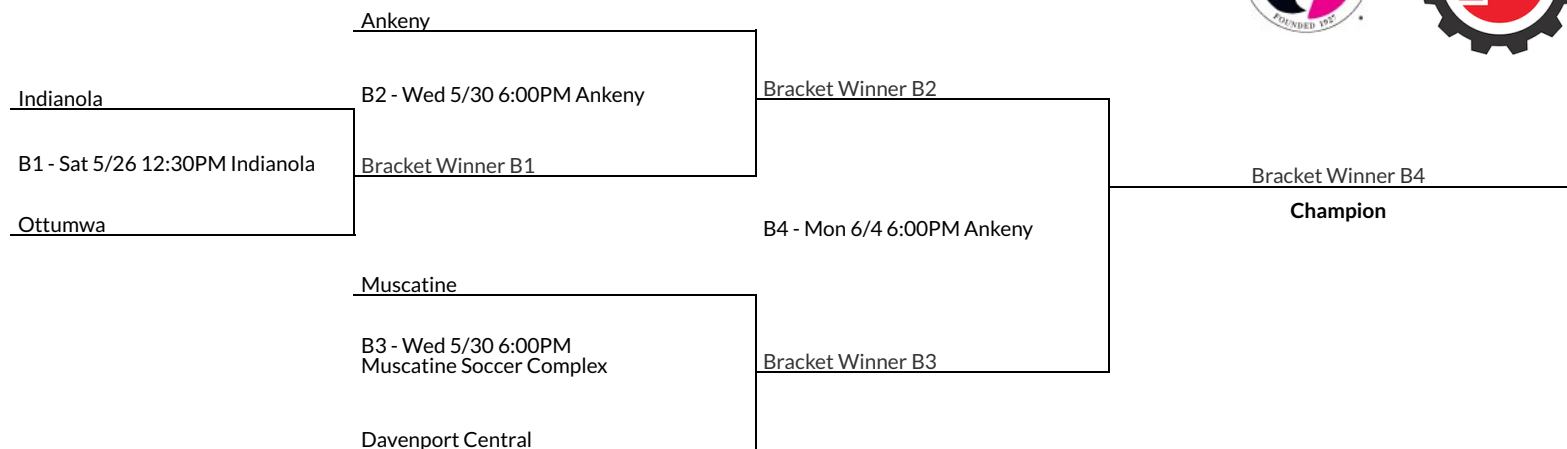 FOUNDED 1927
Ankeny
B2 - Wed 5/30 6:00PM Ankeny
Bracket Winner B2
Indianola
B1 - Sat 5/26 12:30PM Indianola
Bracket Winner B1
Bracket Winner B4
Champion
Ottumwa
B4 - Mon 6/4 6:00PM Ankeny
Muscatine
B3 - Wed 5/30 6:00PM
Muscatine Soccer Complex
Bracket Winner B3
Davenport Central